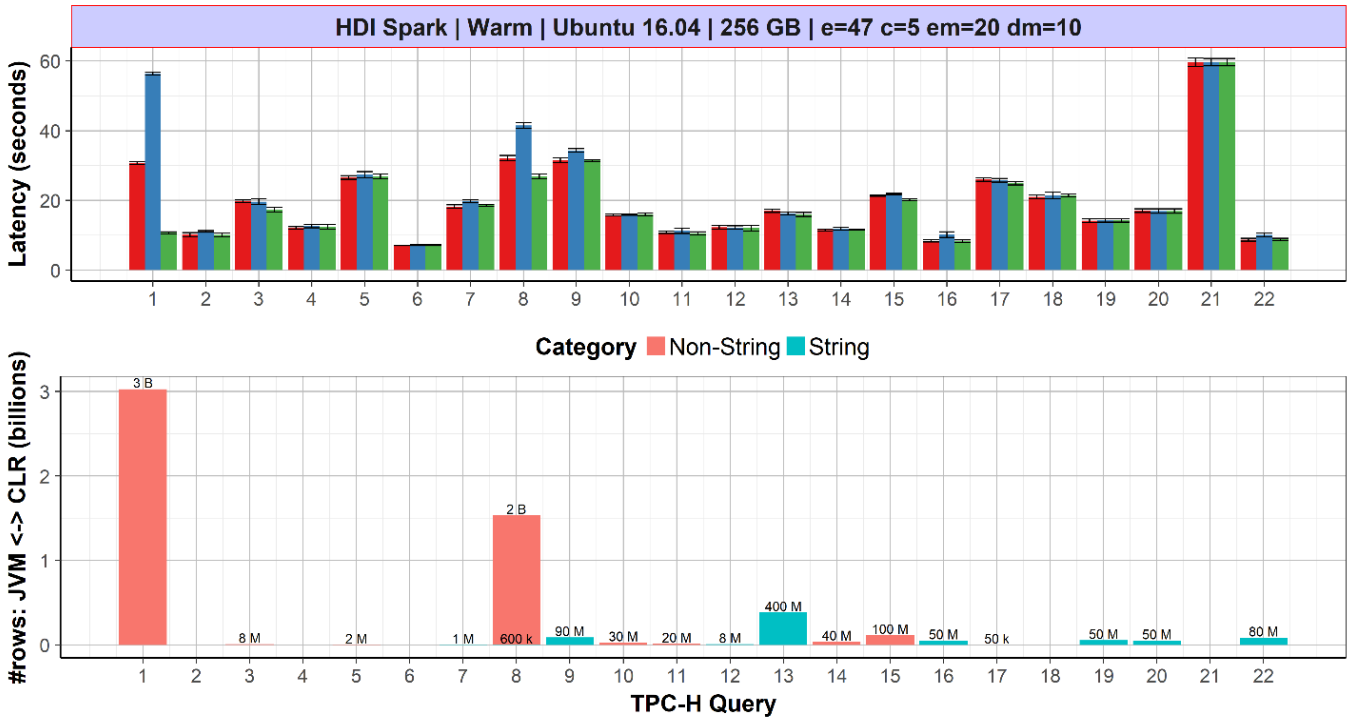 HDI Spark | Warm | Ubuntu 16.04 | 256 GB | e=47 c=5 em=20 dm=10
Latency (seconds)
60
40
20
0
1 2 3 4 5 6 7 8 9 10 11 12 13 14 15 16 17 18 19 20 21 22
Category Non-String String
#rows: JVM <-> CLR (billions)
3
2
1
0
3 B
8 M
2 M
1 M
2 B
600 k
90 M
30 M
20 M
8 M
400 M
40 M
100 M
50 M
50 k
50 M
50 M
80 M
1 2 3 4 5 6 7 8 9 10 11 12 13 14 15 16 17 18 19 20 21 22
TPC-H Query